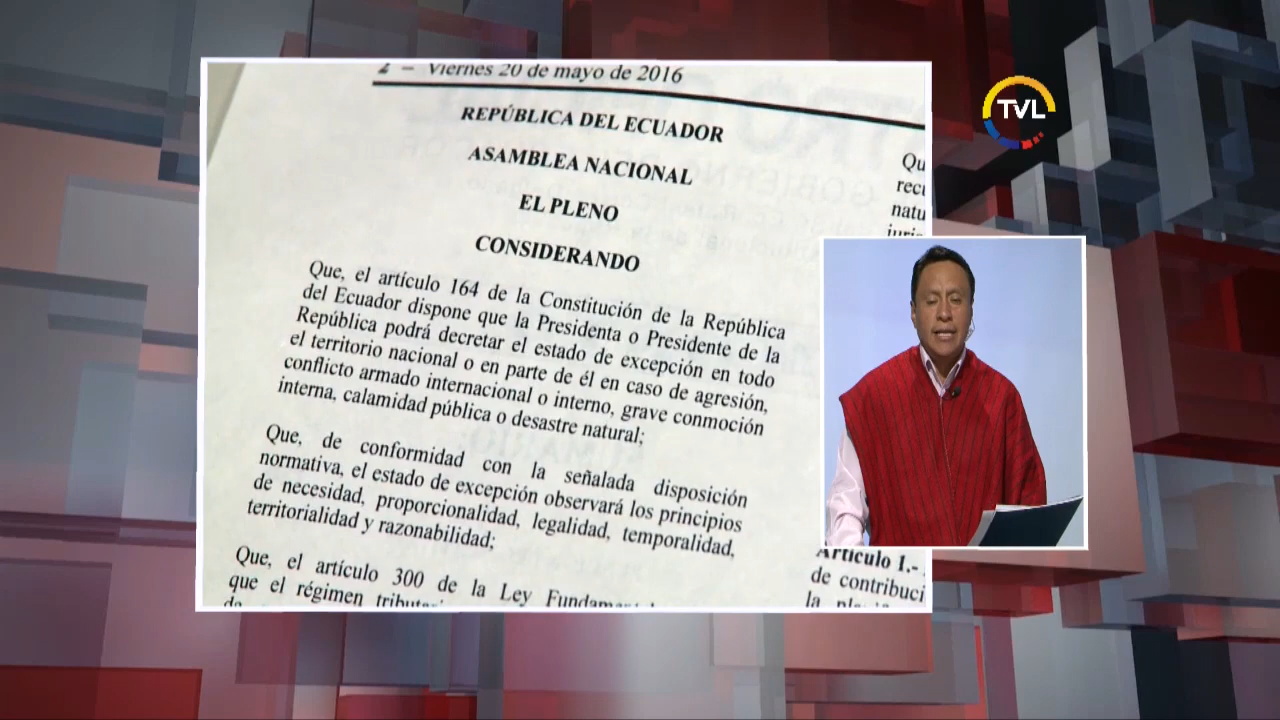 2 – Viernes 20 de mayo de 2016
REPÚBLICA DEL ECUADOR
ASAMBLEA NACIONAL
EL PLENO
CONSIDERANDO
Que, el artículo 164 de la Constitución de la República
del Ecuador dispone que la Presidenta o Presidente de la
República podrá decretar el estado de excepción en todo
el territorio nacional o en parte de él en caso de agresión,
conflicto armado internacional o interno, grave conmoción
interna, calamidad pública o desastre natural;
Que, de conformidad con la señalada disposición
normativa, el estado de excepción observará los principios
de necesidad, proporcionalidad, legalidad, temporalidad,
territorialidad y razonabilidad;
Que, el artículo 300 de la Ley
que el régimen
Artículo 1.-
de
la
TVL